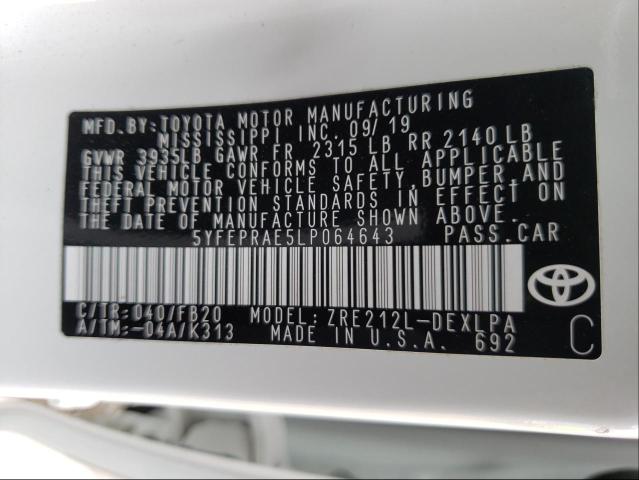 MFD.BY:TOYOTA MOTOR MANUFACTURING
MISSISSIPPI INC. 09/19
GVWR 3935LB GAWR FR 2315 LB RR 2140LB
THIS VEHICLE CONFORMS TO ALL APPLICABLE
FEDERAL MOTOR VEHICLE SAFETY,BUMPER,AND
THEFT PREVENTION STANDARDS IN EFFECT ON
THE DATE OF MANUFACTURE SHOWN ABOVE.
5YFEPRAE5LP064643 PASS.CAR
C/TR:040/FB20 MODEL:ZRE212L-DEXLPA
A/TM:-04A/K313 MADE IN U.S.A. 692
C